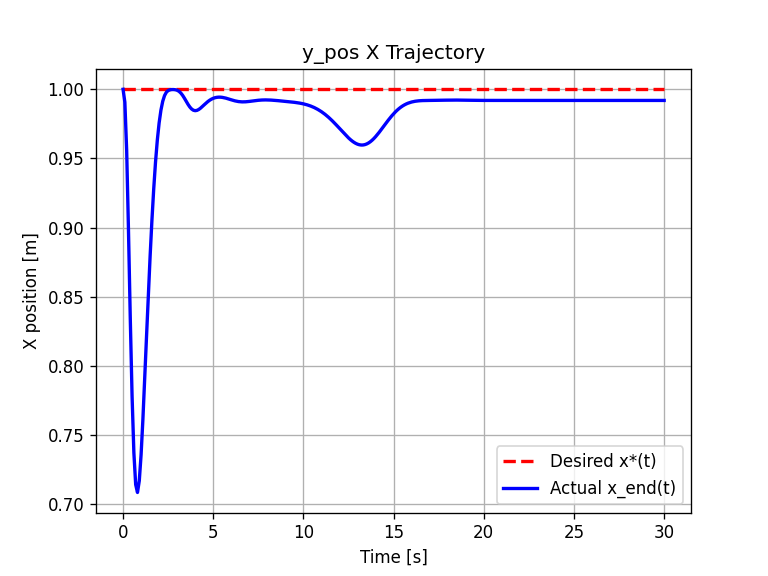 y_pos X Trajectory
X position [m]
1.00
0.95
0.90
0.85
0.80
0.75
0.70
0 5 10 15 20 25 30
Time [s]
Desired x*(t)
Actual x_end(t)